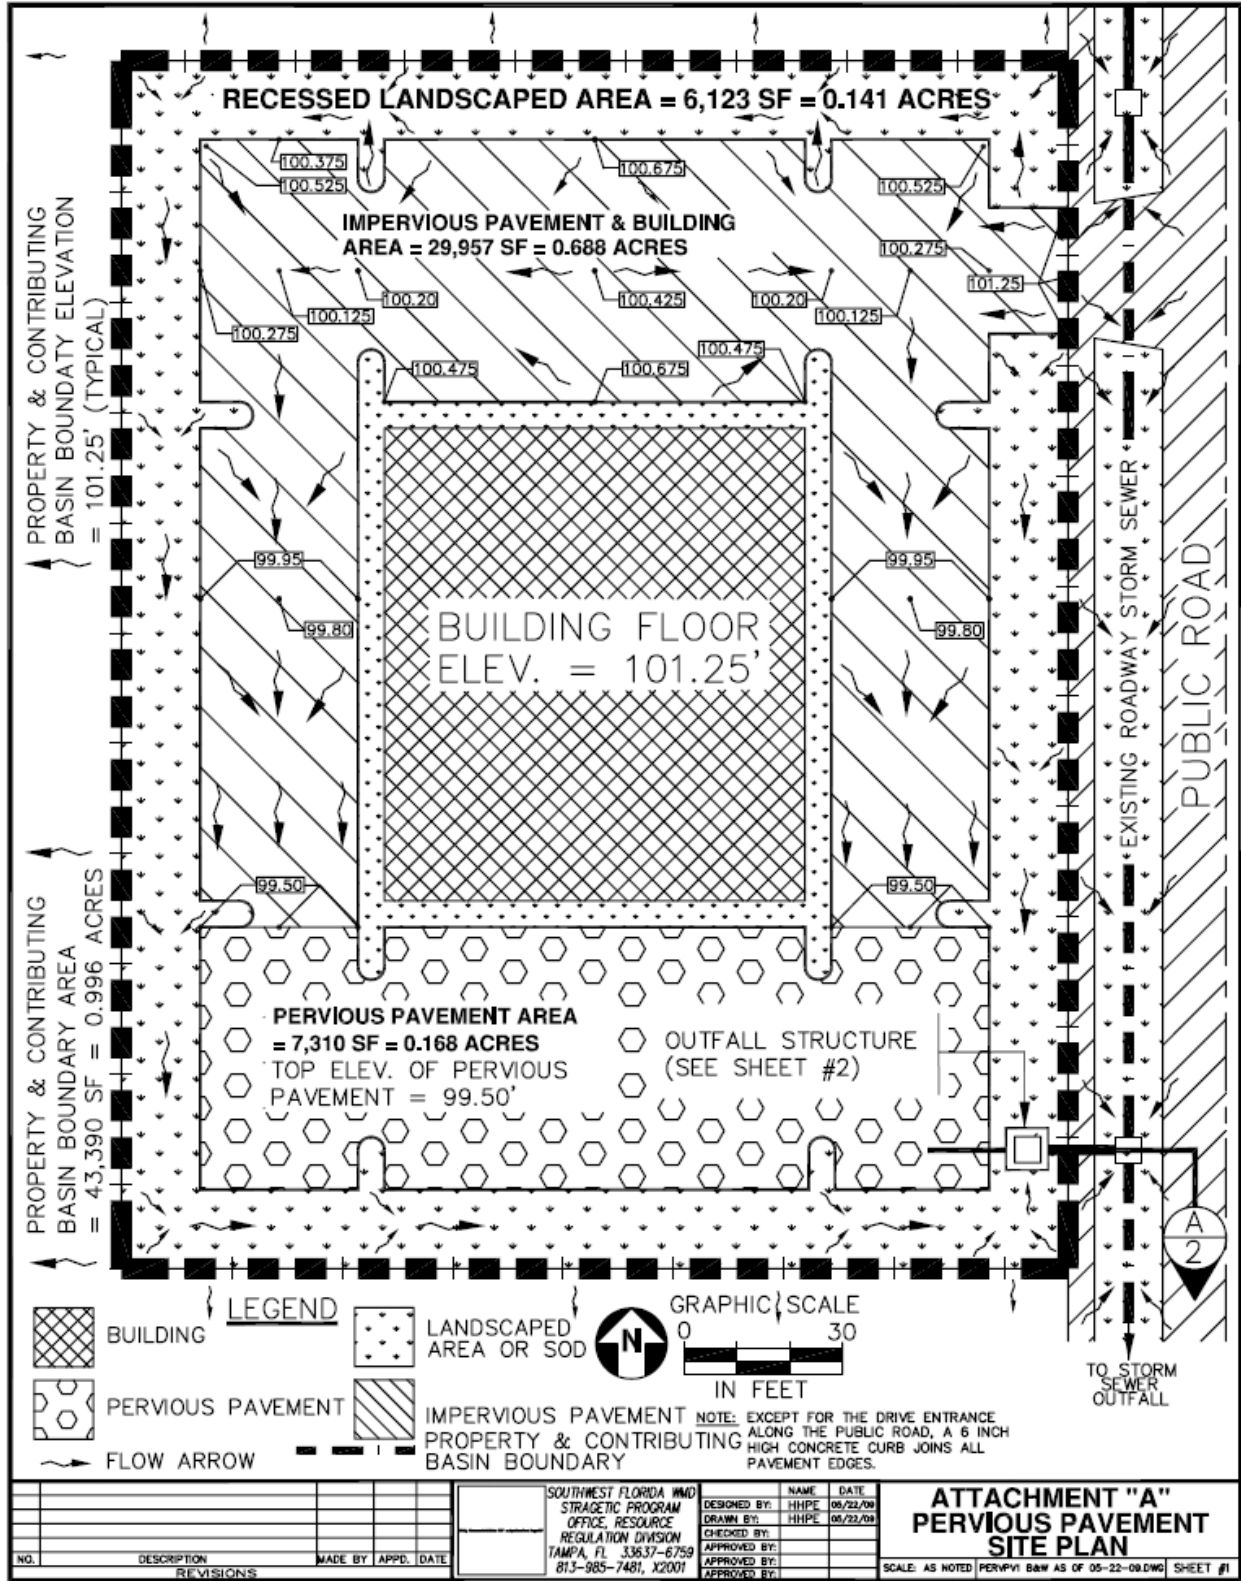 RECESSED LANDSCAPED AREA = 6,123 SF = 0.141 ACRES
100.375
100.525
100.675
100.525
IMPERVIOUS PAVEMENT & BUILDING
AREA = 29,957 SF = 0.688 ACRES
100.275
101.25
100.20
100.425
100.20
100.125
100.125
100.275
100.475
100.475
100.675
PROPERTY & CONTRIBUTING
BASIN BOUNDATY ELEVATION
= 101.25' (TYPICAL)
99.95
99.95
99.80
99.80
BUILDING FLOOR
ELEV. = 101.25'
EXISTING ROADWAY STORM SEWER
PUBLIC ROAD
99.50
99.50
PROPERTY & CONTRIBUTING
BASIN BOUNDARY AREA
= 43,390 SF = 0.996 ACRES
PERVIOUS PAVEMENT AREA
= 7,310 SF = 0.168 ACRES
TOP ELEV. OF PERVIOUS
PAVEMENT = 99.50'
OUTFALL STRUCTURE
(SEE SHEET #2)
A
2
LEGEND
BUILDING
LANDSCAPED
AREA OR SOD
PERVIOUS PAVEMENT
IMPERVIOUS PAVEMENT
FLOW ARROW
PROPERTY & CONTRIBUTING
BASIN BOUNDARY
N
GRAPHIC SCALE
0 30
IN FEET
TO STORM
SEWER
OUTFALL
NOTE: EXCEPT FOR THE DRIVE ENTRANCE
ALONG THE PUBLIC ROAD, A 6 INCH
HIGH CONCRETE CURB JOINS ALL
PAVEMENT EDGES.
NO. DESCRIPTION MADE BY APPD. DATE
REVISIONS
SOUTHWEST FLORIDA WMD
STRAGETIC PROGRAM
OFFICE, RESOURCE
REGULATION DIVISION
TAMPA, FL 33637-6759
813-985-7481, X2001
NAME DATE
DESIGNED BY: HHPE 05/22/09
DRAWN BY: HHPE 05/22/09
CHECKED BY:
APPROVED BY:
APPROVED BY:
APPROVED BY:
ATTACHMENT "A"
PERVIOUS PAVEMENT
SITE PLAN
SCALE: AS NOTED PERVPV1 B&W AS OF 05-22-09.DWG SHEET #1